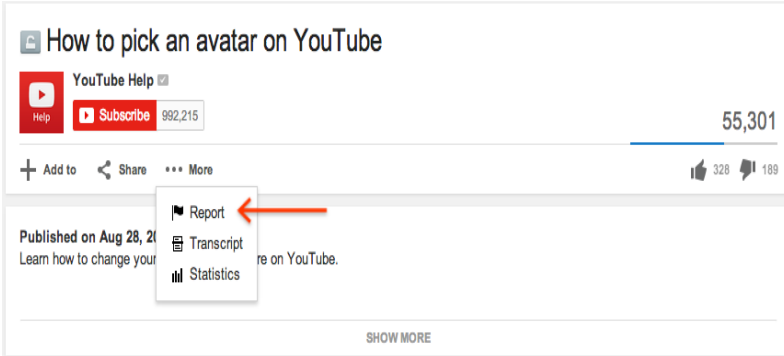 How to pick an avatar on YouTube
YouTube Help
Help
Subscribe 992,215
55,301
Add to Share More
328 189
Report
Published on Aug 28, 20
Transcript
Learn how to change your re on YouTube.
Statistics
SHOW MORE